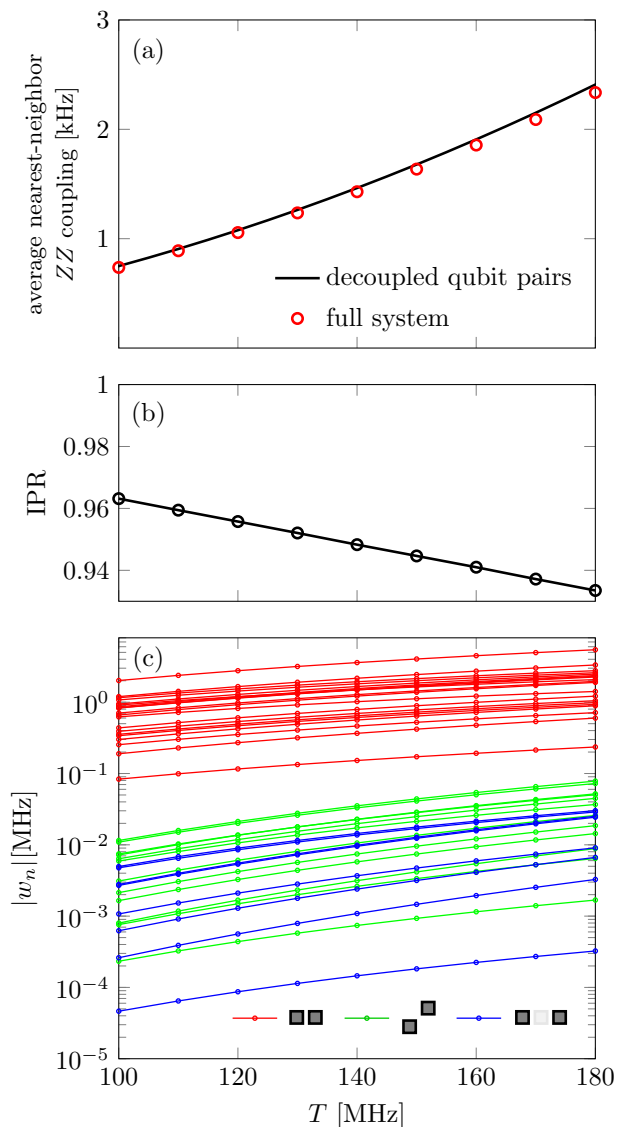 (a)
average nearest-neighbor
ZZ coupling [kHz]
3
2
1
decoupled qubit pairs
full system
(b)
IPR
1
0.98
0.96
0.94
(c)
|w_n| [MHz]
10^0
10^−1
10^−2
10^−3
10^−4
10^−5
100 120 140 160 180
T [MHz]